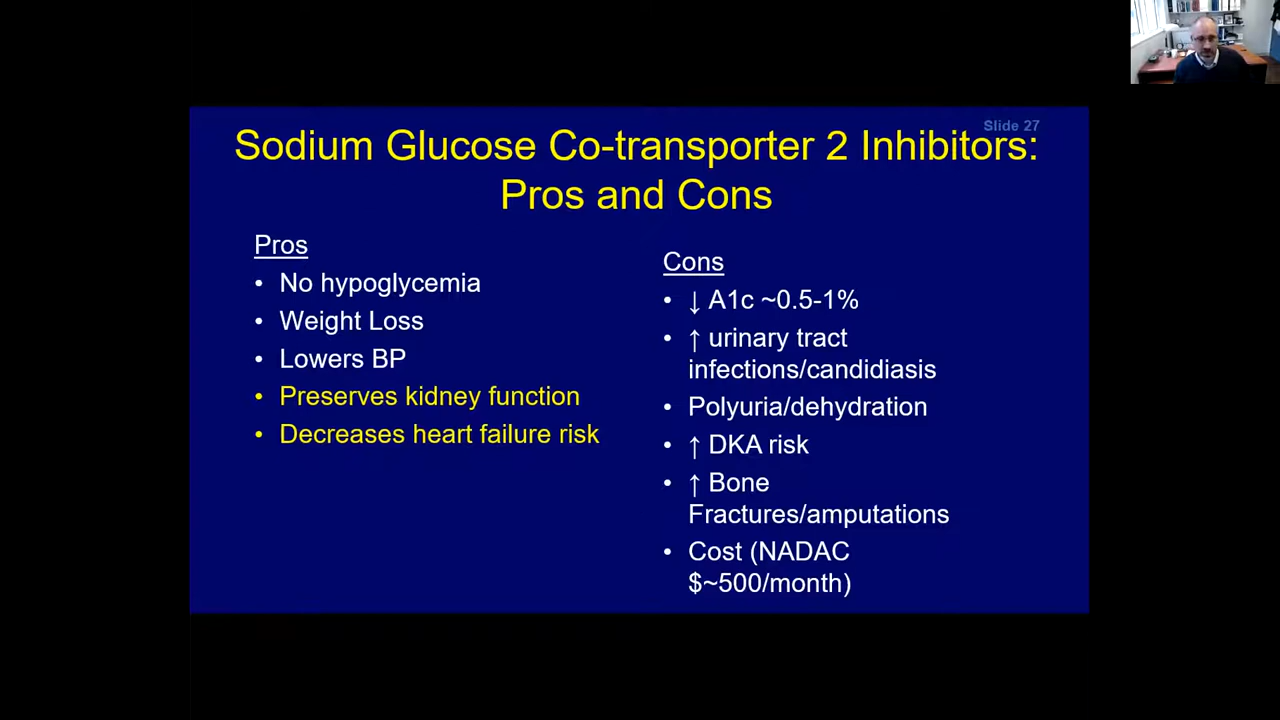 Slide 27
Sodium Glucose Co-transporter 2 Inhibitors:
Pros and Cons
Pros
• No hypoglycemia
• Weight Loss
• Lowers BP
• Preserves kidney function
• Decreases heart failure risk
Cons
• ↓ A1c ~0.5-1%
• ↑ urinary tract
infections/candidiasis
• Polyuria/dehydration
• ↑ DKA risk
• ↑ Bone
Fractures/amputations
• Cost (NADAC
$~500/month)